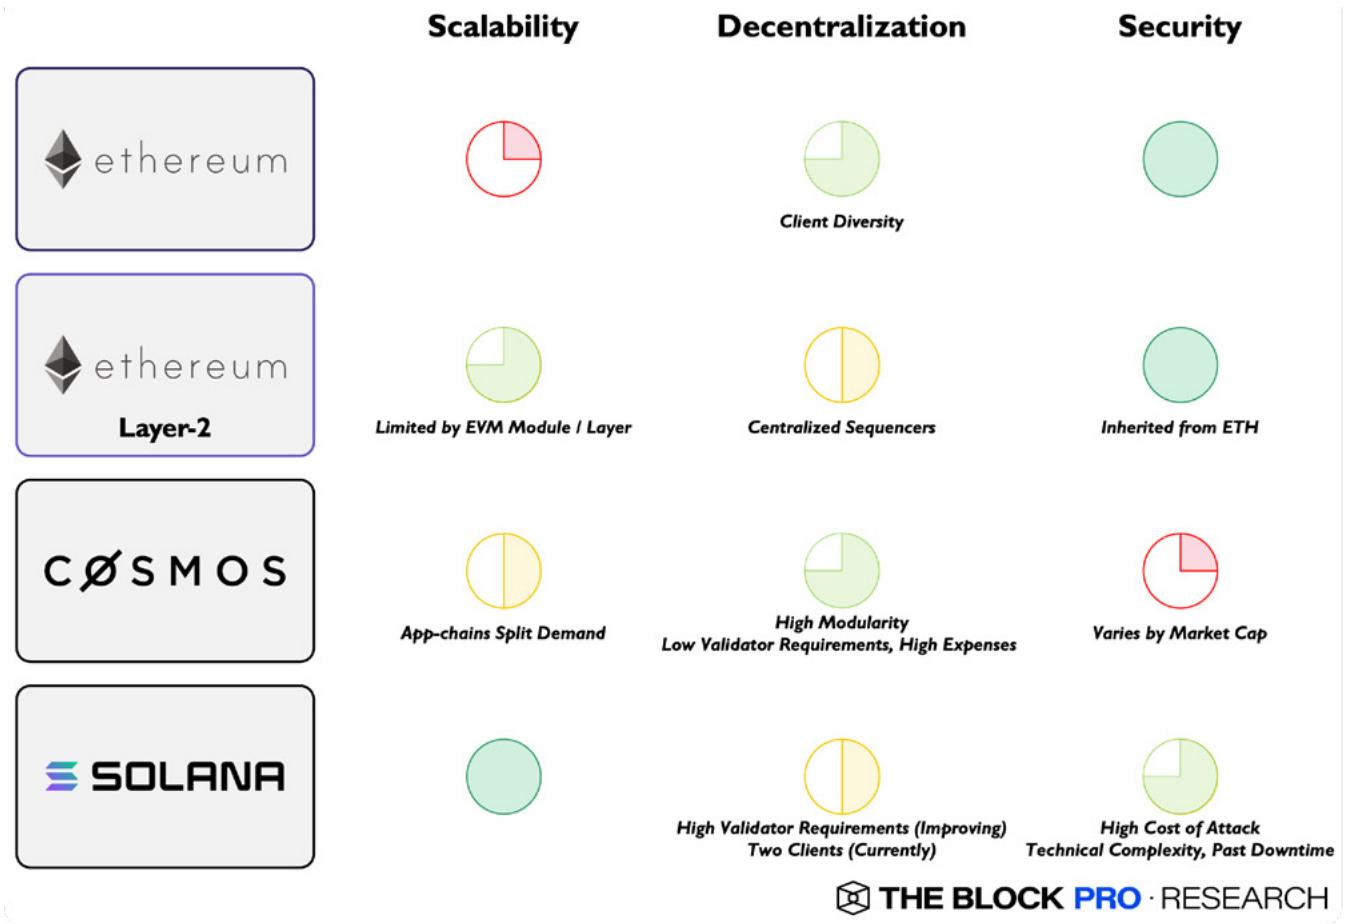 Scalability Decentralization Security
ethereum
Client Diversity
ethereum
Layer-2
Limited by EVM Module / Layer
Centralized Sequencers
Inherited from ETH
CØSMOS
App-chains Split Demand
High Modularity
Low Validator Requirements, High Expenses
Varies by Market Cap
SOLANA
High Validator Requirements (Improving)
Two Clients (Currently)
High Cost of Attack
Technical Complexity, Past Downtime
THE BLOCK PRO · RESEARCH